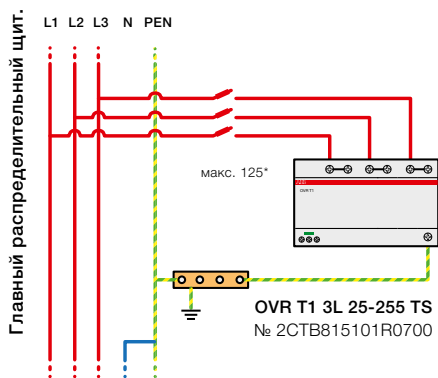 Главный распределительный щит.
L1 L2 L3 N PEN
макс. 125*
OVR T1
OVR T1 3L 25-255 TS
№ 2CTB815101R0700